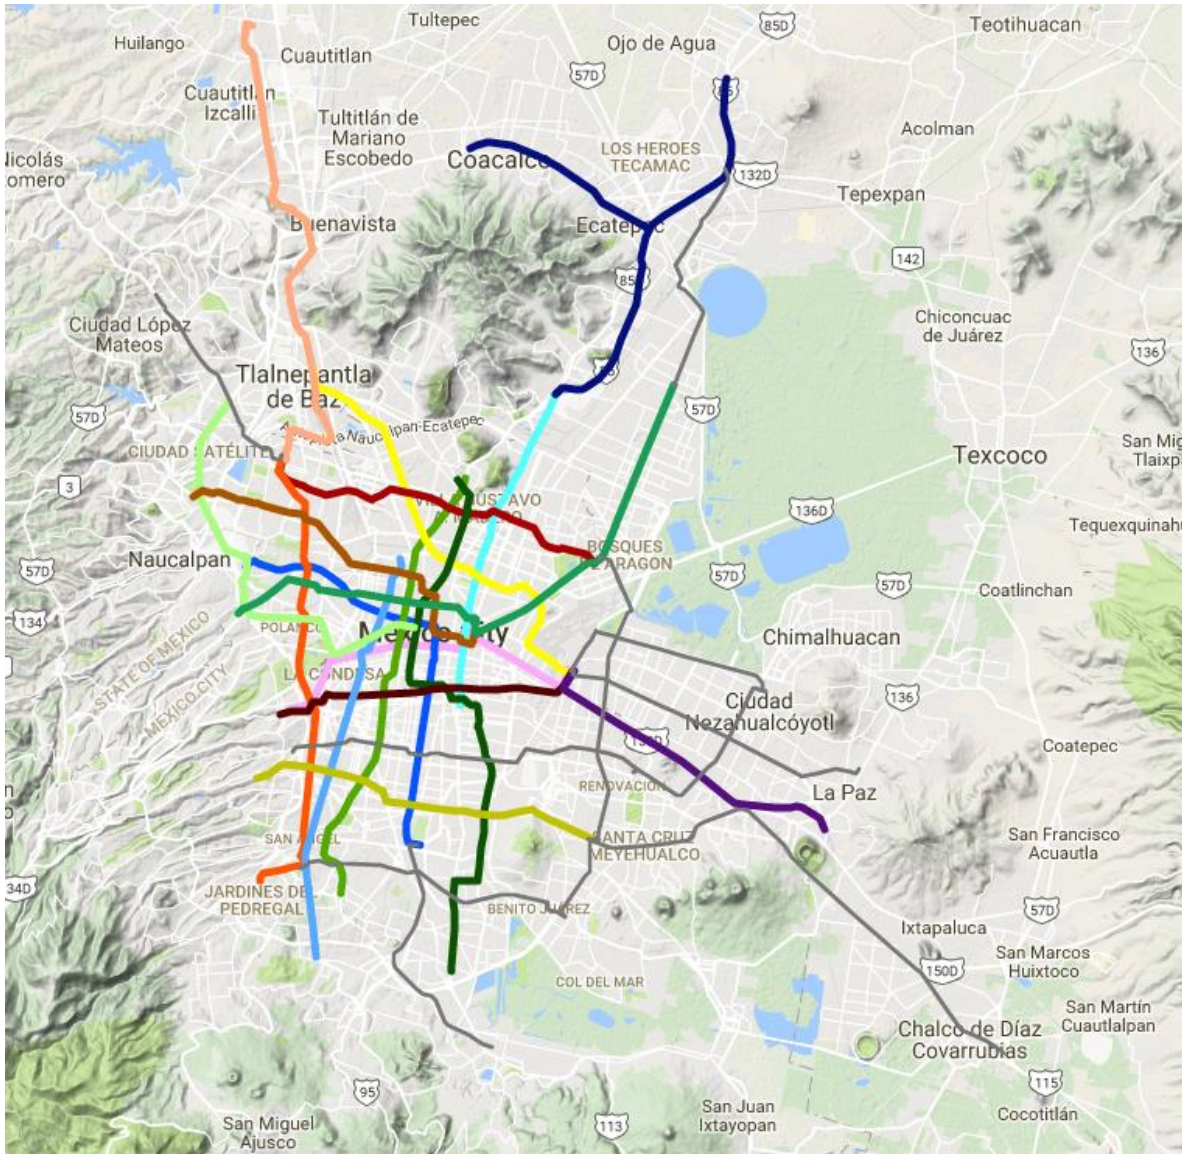 Tultepec
Teotihuacan
85D
Huilango
Cuautitlan
Ojo de Agua
57D
Cuautitlán
Izcalli
85
Tultitlán de
Mariano
Escobedo
Acolman
LOS HEROES
TECAMAC
Coacalco
132D
Tepexpan
Buenavista
Ecatepec
142
85
Ciudad López
Mateos
Chiconcuac
de Juárez
136
Tlalnepantla
de Baz
57D
57D
Naucalpan-Ecatepec
CIUDAD SATÉLITE
Texcoco
3
136D
BOSQUES
DE ARAGON
Naucalpan
57D
57D
57D
Coatlinchan
134
POLANCO
Mexico City
Chimalhuacan
STATE OF MEXICO
MEXICO CITY
LA CONDESA
136
Ciudad
Nezahualcóyotl
Coatepec
RENOVACION
La Paz
SAN ANGEL
SANTA CRUZ
MEYEHUALCO
San Francisco
Acuautla
JARDINES DEL
PEDREGAL
BENITO JUÁREZ
57D
Ixtapaluca
San Marcos
Huixtoco
150D
COL DEL MAR
San Martín
Cuautlalpan
Chalco de Díaz
Covarrubias
95
115
San Juan
Ixtayopan
Cocotitlán
San Miguel
Ajusco
113